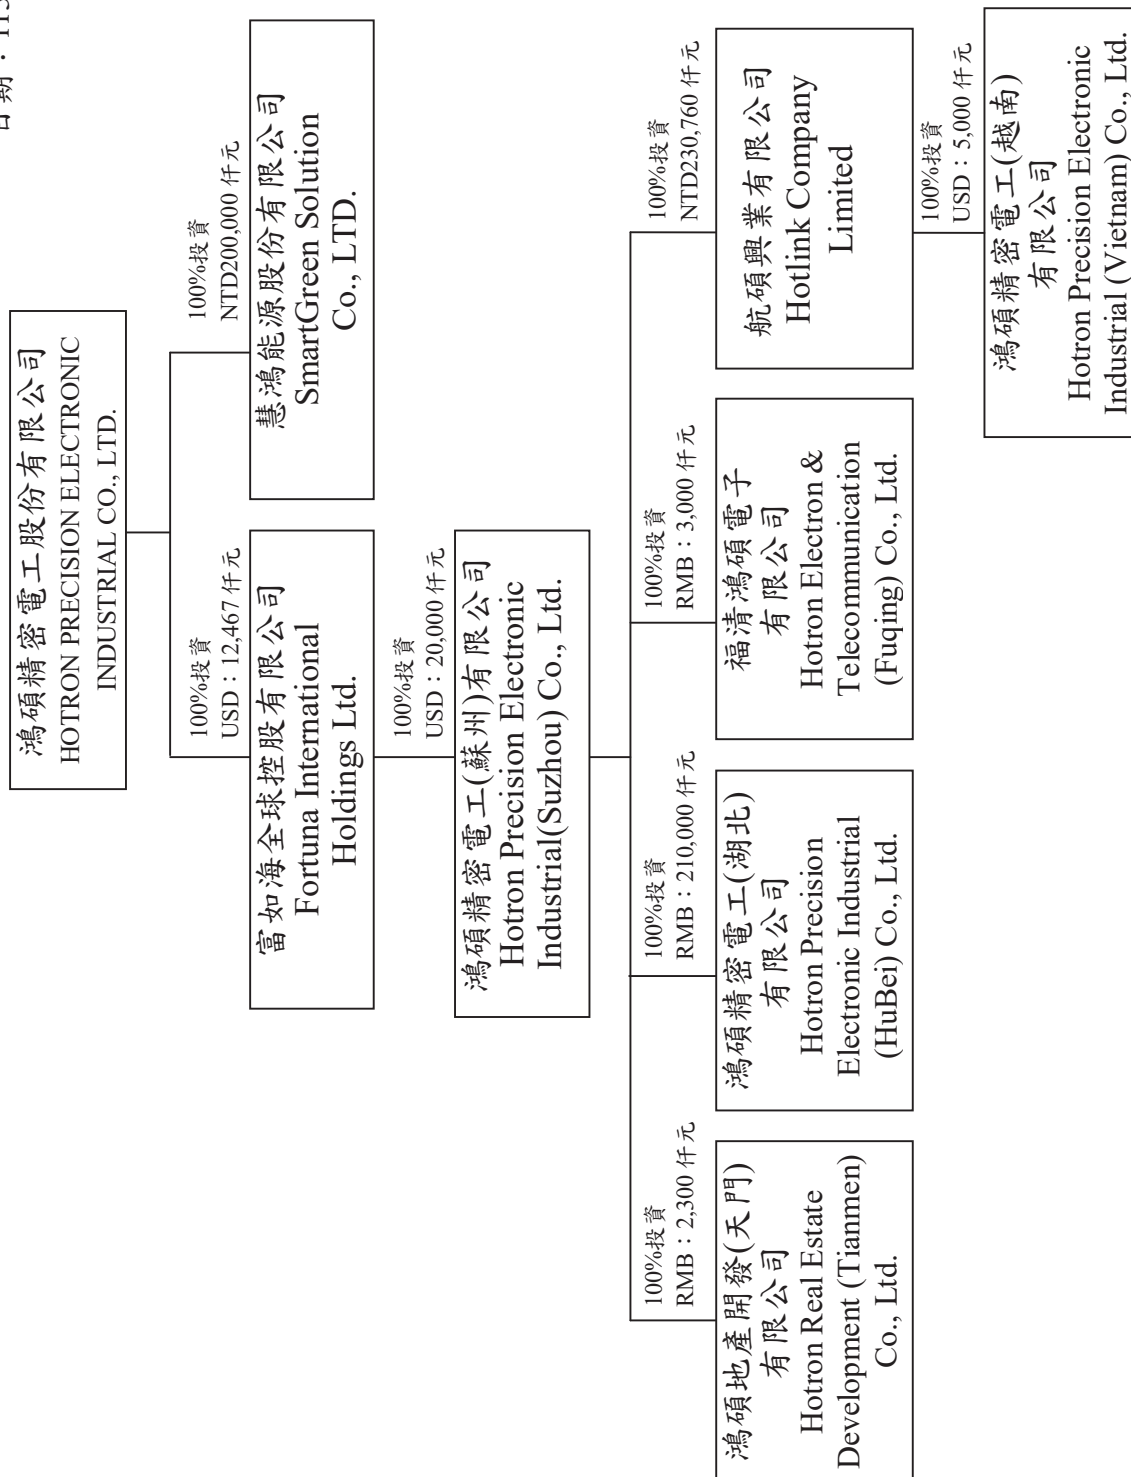 日期：113
鴻碩精密電工股份有限公司
HOTRON PRECISION ELECTRONIC
INDUSTRIAL CO., LTD.
100%投資
USD：12,467 仟元
100%投資
NTD200,000 仟元
富如海全球控股有限公司
Fortuna International
Holdings Ltd.
慧鴻能源股份有限公司
SmartGreen Solution
Co., LTD.
100%投資
USD：20,000 仟元
鴻碩精密電工(蘇州)有限公司
Hotron Precision Electronic
Industrial(Suzhou) Co., Ltd.
100%投資
RMB：2,300 仟元
100%投資
RMB：210,000 仟元
100%投資
RMB：3,000 仟元
100%投資
NTD230,760 仟元
鴻碩地產開發(天門)
有限公司
Hotron Real Estate
Development (Tianmen)
Co., Ltd.
鴻碩精密電工(湖北)
有限公司
Hotron Precision
Electronic Industrial
(HuBei) Co., Ltd.
福清鴻碩電子
有限公司
Hotron Electron &
Telecommunication
(Fuqing) Co., Ltd.
航碩興業有限公司
Hotlink Company
Limited
100%投資
USD：5,000 仟元
鴻碩精密電工(越南)
有限公司
Hotron Precision Electronic
Industrial (Vietnam) Co., Ltd.